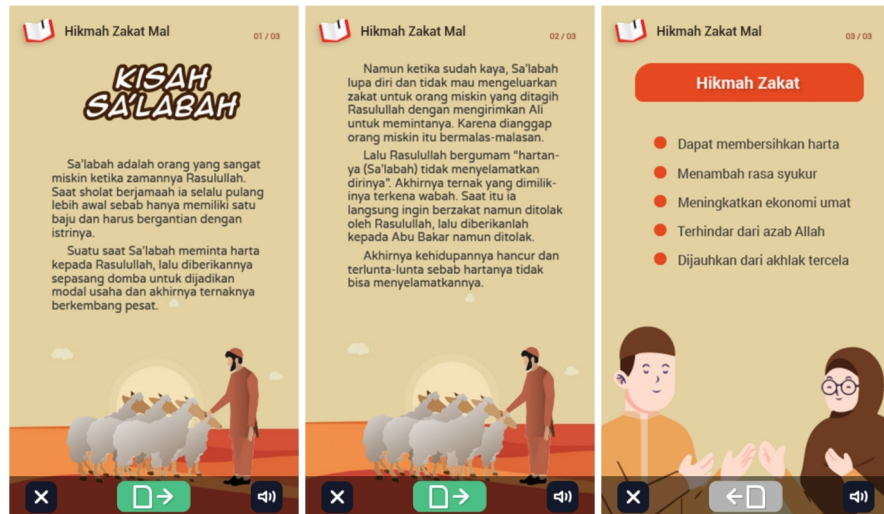 Hikmah Zakat Mal
01 / 03
KISAH
SA'LABAH
Sa'labah adalah orang yang sangat
miskin ketika zamannya Rasulullah.
Saat sholat berjamaah ia selalu pulang
lebih awal sebab hanya memiliki satu
baju dan harus bergantian dengan
istrinya.
Suatu saat Sa'labah meminta harta
kepada Rasulullah, lalu diberikannya
sepasang domba untuk dijadikan
modal usaha dan akhirnya ternaknya
berkembang pesat.
Hikmah Zakat Mal
02 / 03
Namun ketika sudah kaya, Sa'labah
lupa diri dan tidak mau mengeluarkan
zakat untuk orang miskin yang ditagih
Rasulullah dengan mengirimkan Ali
untuk memintanya. Karena dianggap
orang miskin itu bermalas-malasan.
Lalu Rasulullah bergumam "hartan-
ya (Sa'labah) tidak menyelamatkan
dirinya". Akhirnya ternak yang dimilik-
inya terkena wabah. Saat itu ia
langsung ingin berzakat namun ditolak
oleh Rasulullah, lalu diberikanlah
kepada Abu Bakar namun ditolak.
Akhirnya kehidupannya hancur dan
terlunta-lunta sebab hartanya tidak
bisa menyelamatkannya.
Hikmah Zakat Mal
03 / 03
Hikmah Zakat
Dapat membersihkan harta
Menambah rasa syukur
Meningkatkan ekonomi umat
Terhindar dari azab Allah
Dijauhkan dari akhlak tercela